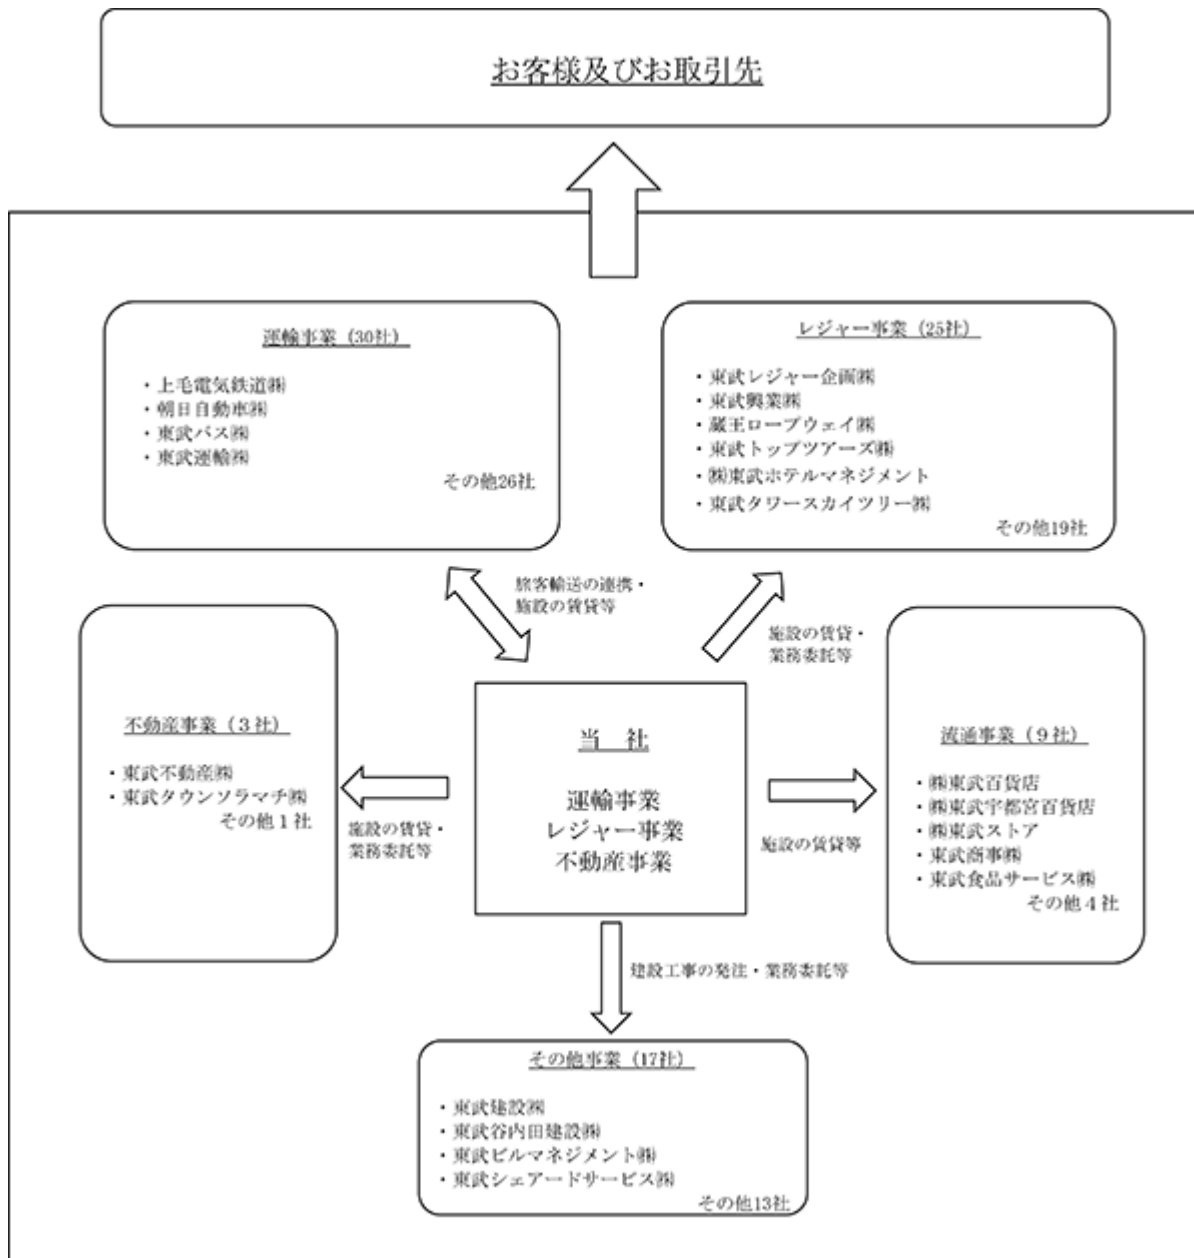 お客様及びお取引先
運輸事業(30社)
・上毛電気鉄道㈱
・朝日自動車㈱
・東武バス㈱
・東武運輸㈱
その他26社
レジャー事業(25社)
・東武レジャー企画㈱
・東武興業㈱
・蔵王ロープウェイ㈱
・東武トップツアーズ㈱
・㈱東武ホテルマネジメント
・東武タワースカイツリー㈱
その他19社
旅客輸送の連携・
施設の賃貸等
施設の賃貸・
業務委託等
不動産事業(3社)
・東武不動産㈱
・東武タウンソラマチ㈱
その他1社
施設の賃貸・
業務委託等
当 社
運輸事業
レジャー事業
不動産事業
施設の賃貸等
流通事業(9社)
・㈱東武百貨店
・㈱東武宇都宮百貨店
・㈱東武ストア
・東武商事㈱
・東武食品サービス㈱
その他4社
建設工事の発注・業務委託等
その他事業(17社)
・東武建設㈱
・東武谷内田建設㈱
・東武ビルマネジメント㈱
・東武シェアードサービス㈱
その他13社